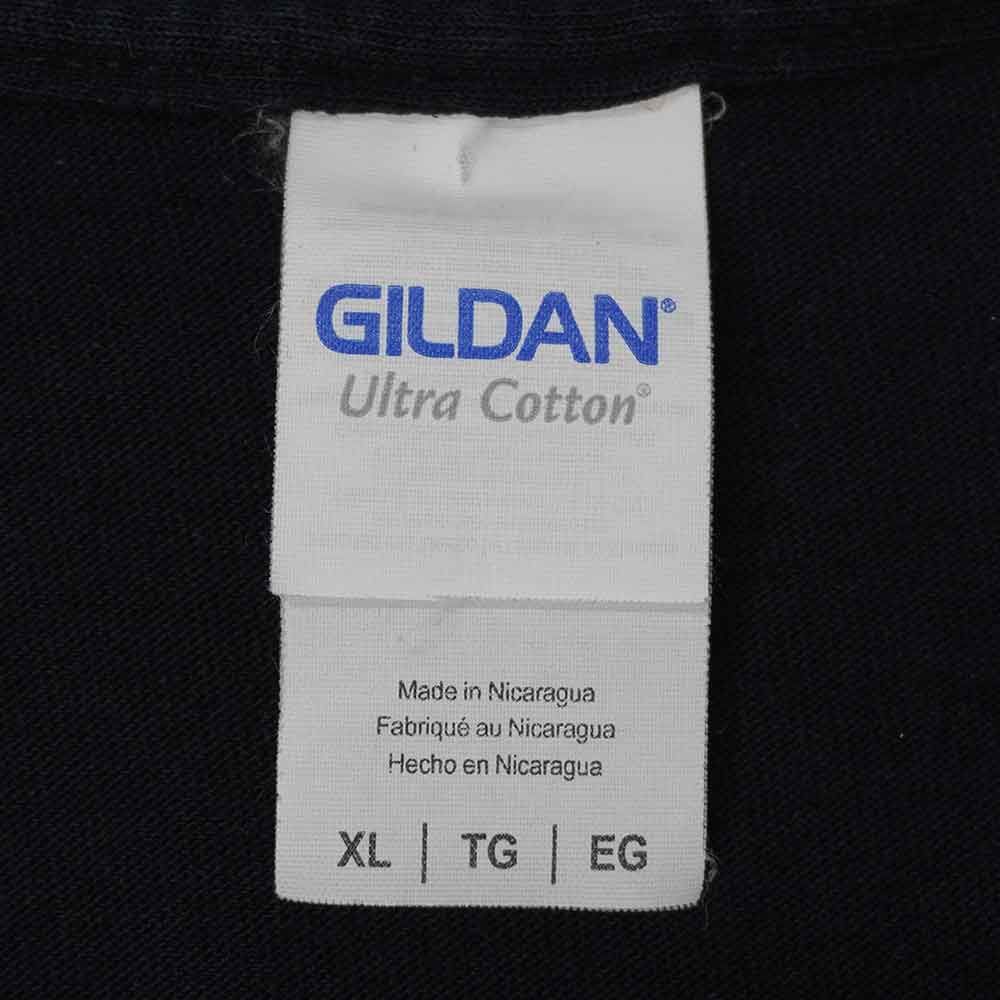 GILDAN®
Ultra Cotton®
Made in Nicaragua
Fabriqué au Nicaragua
Hecho en Nicaragua
XL | TG | EG